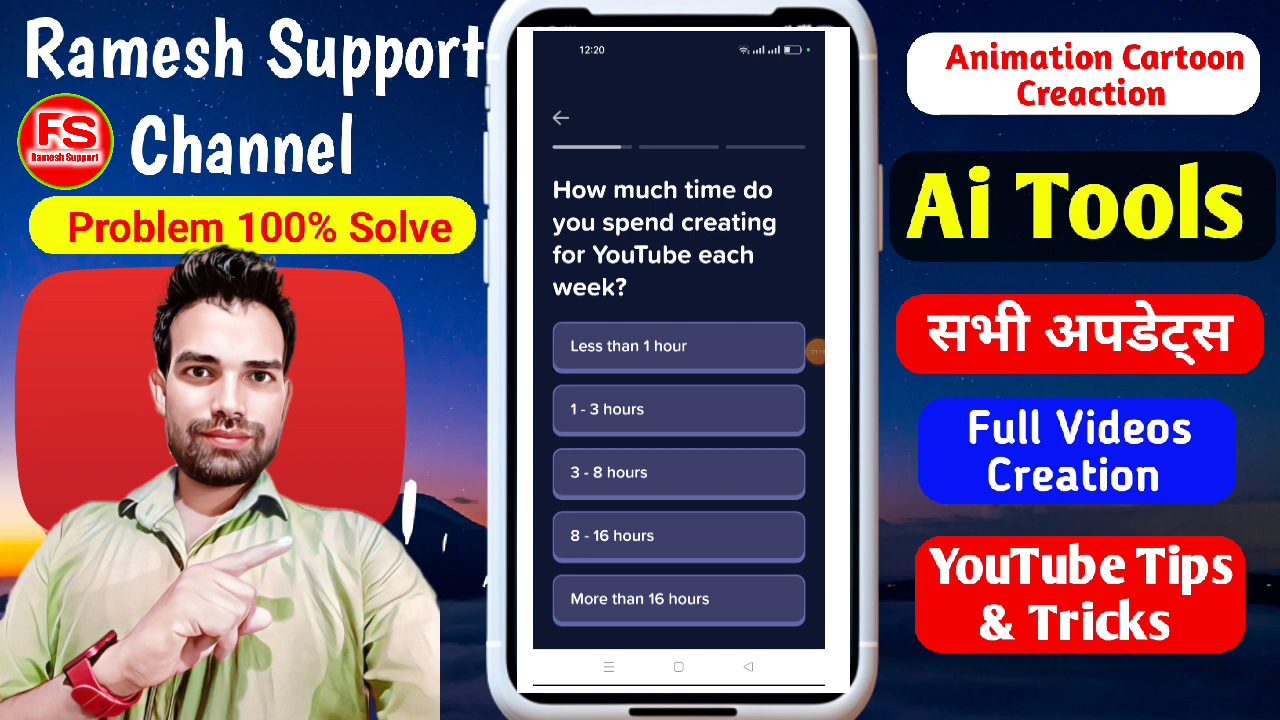 Ramesh Support
FS
Ramesh Support
Channel
Problem 100% Solve
12:20
How much time do
you spend creating
for YouTube each
week?
Less than 1 hour
1 - 3 hours
3 - 8 hours
8 - 16 hours
More than 16 hours
Animation Cartoon
Creaction
Ai Tools
सभी अपडेट्स
Full Videos
Creation
YouTube Tips
& Tricks